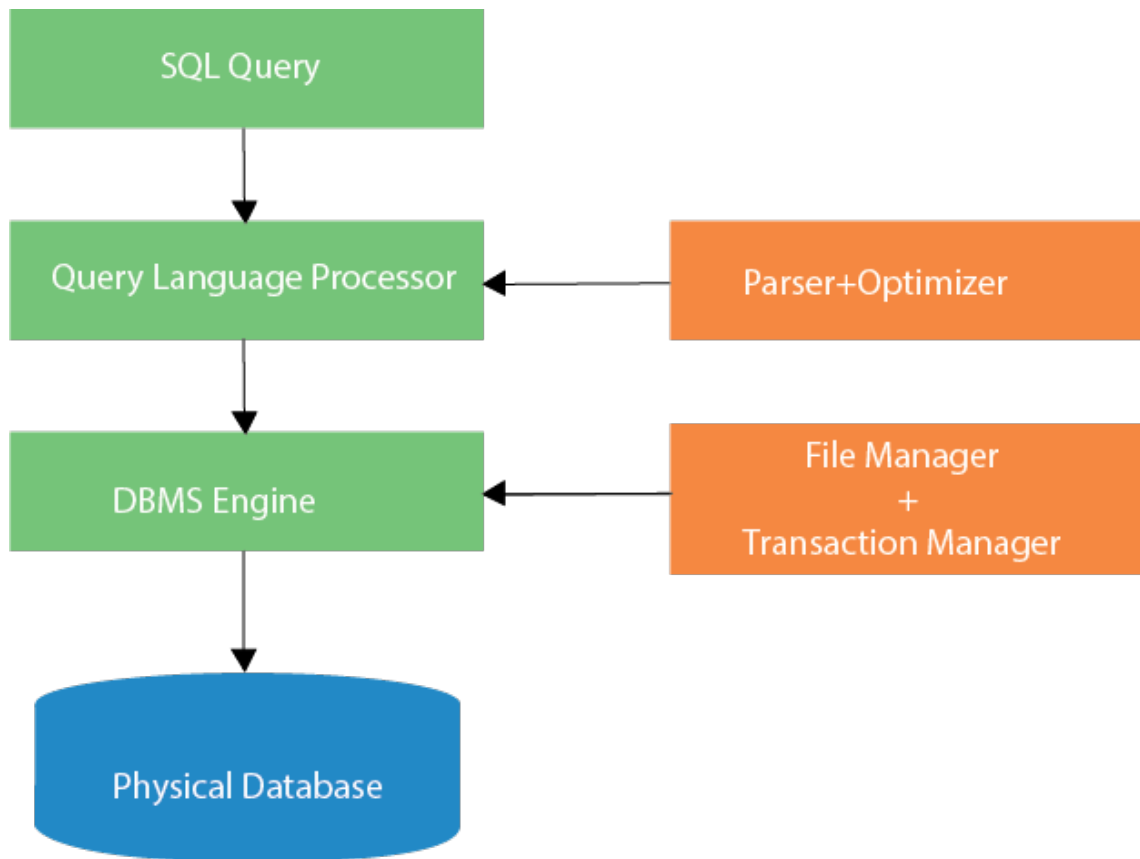 SQL Query
Query Language Processor
Parser+Optimizer
DBMS Engine
File Manager
+
Transaction Manager
Physical Database